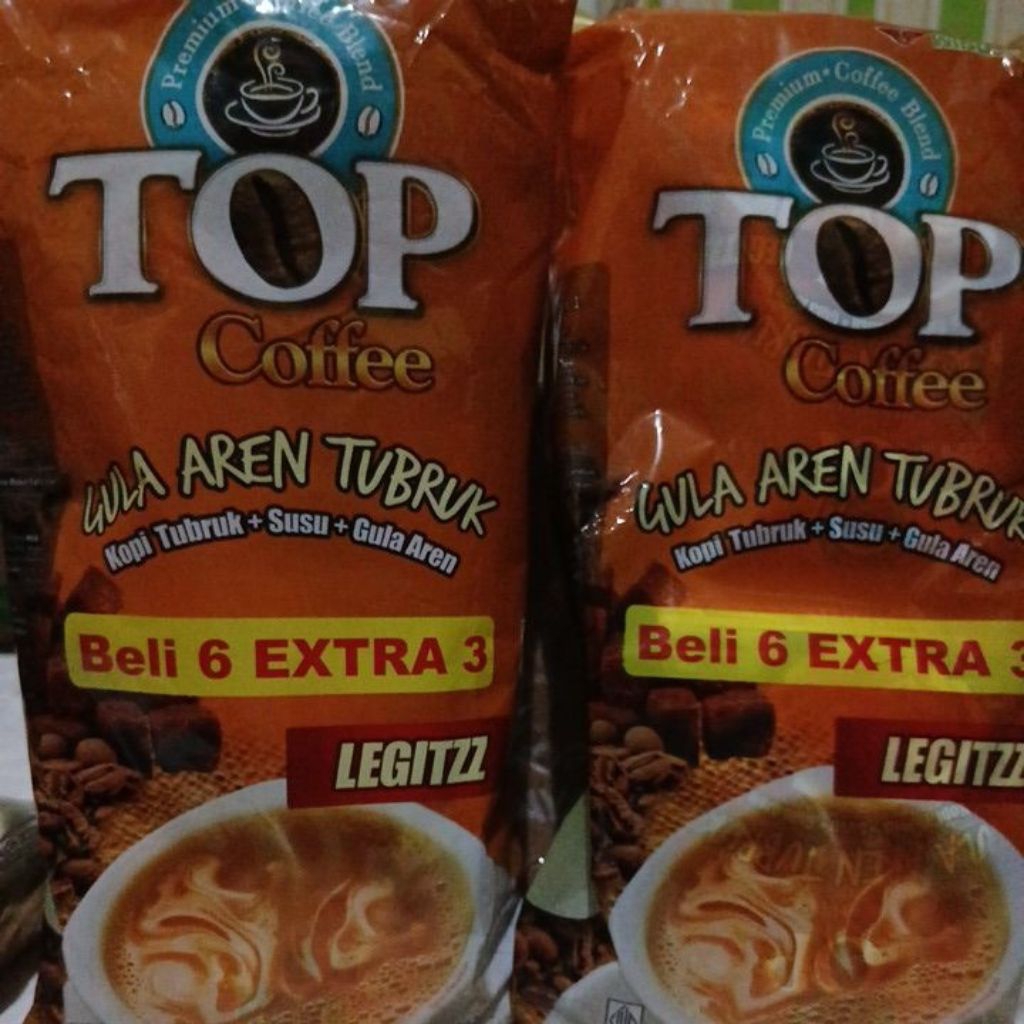 Premium Coffee Blend
TOP
Coffee
GULA AREN TUBRUK
Kopi Tubruk + Susu + Gula Aren
Beli 6 EXTRA 3
LEGITZZ
Premium Coffee Blend
TOP
Coffee
GULA AREN TUBRUK
Kopi Tubruk + Susu + Gula Aren
Beli 6 EXTRA 3
LEGITZZ